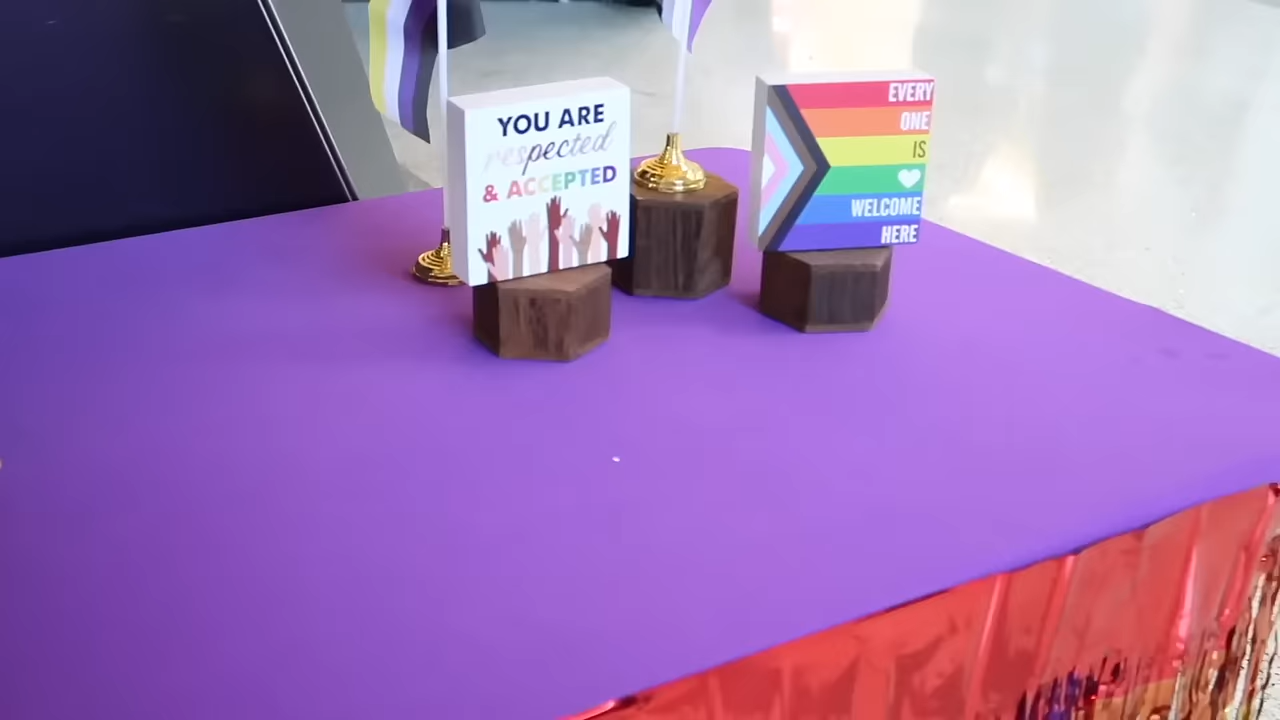 YOU ARE
respected
& ACCEPTED
EVERY
ONE
IS
WELCOME
HERE